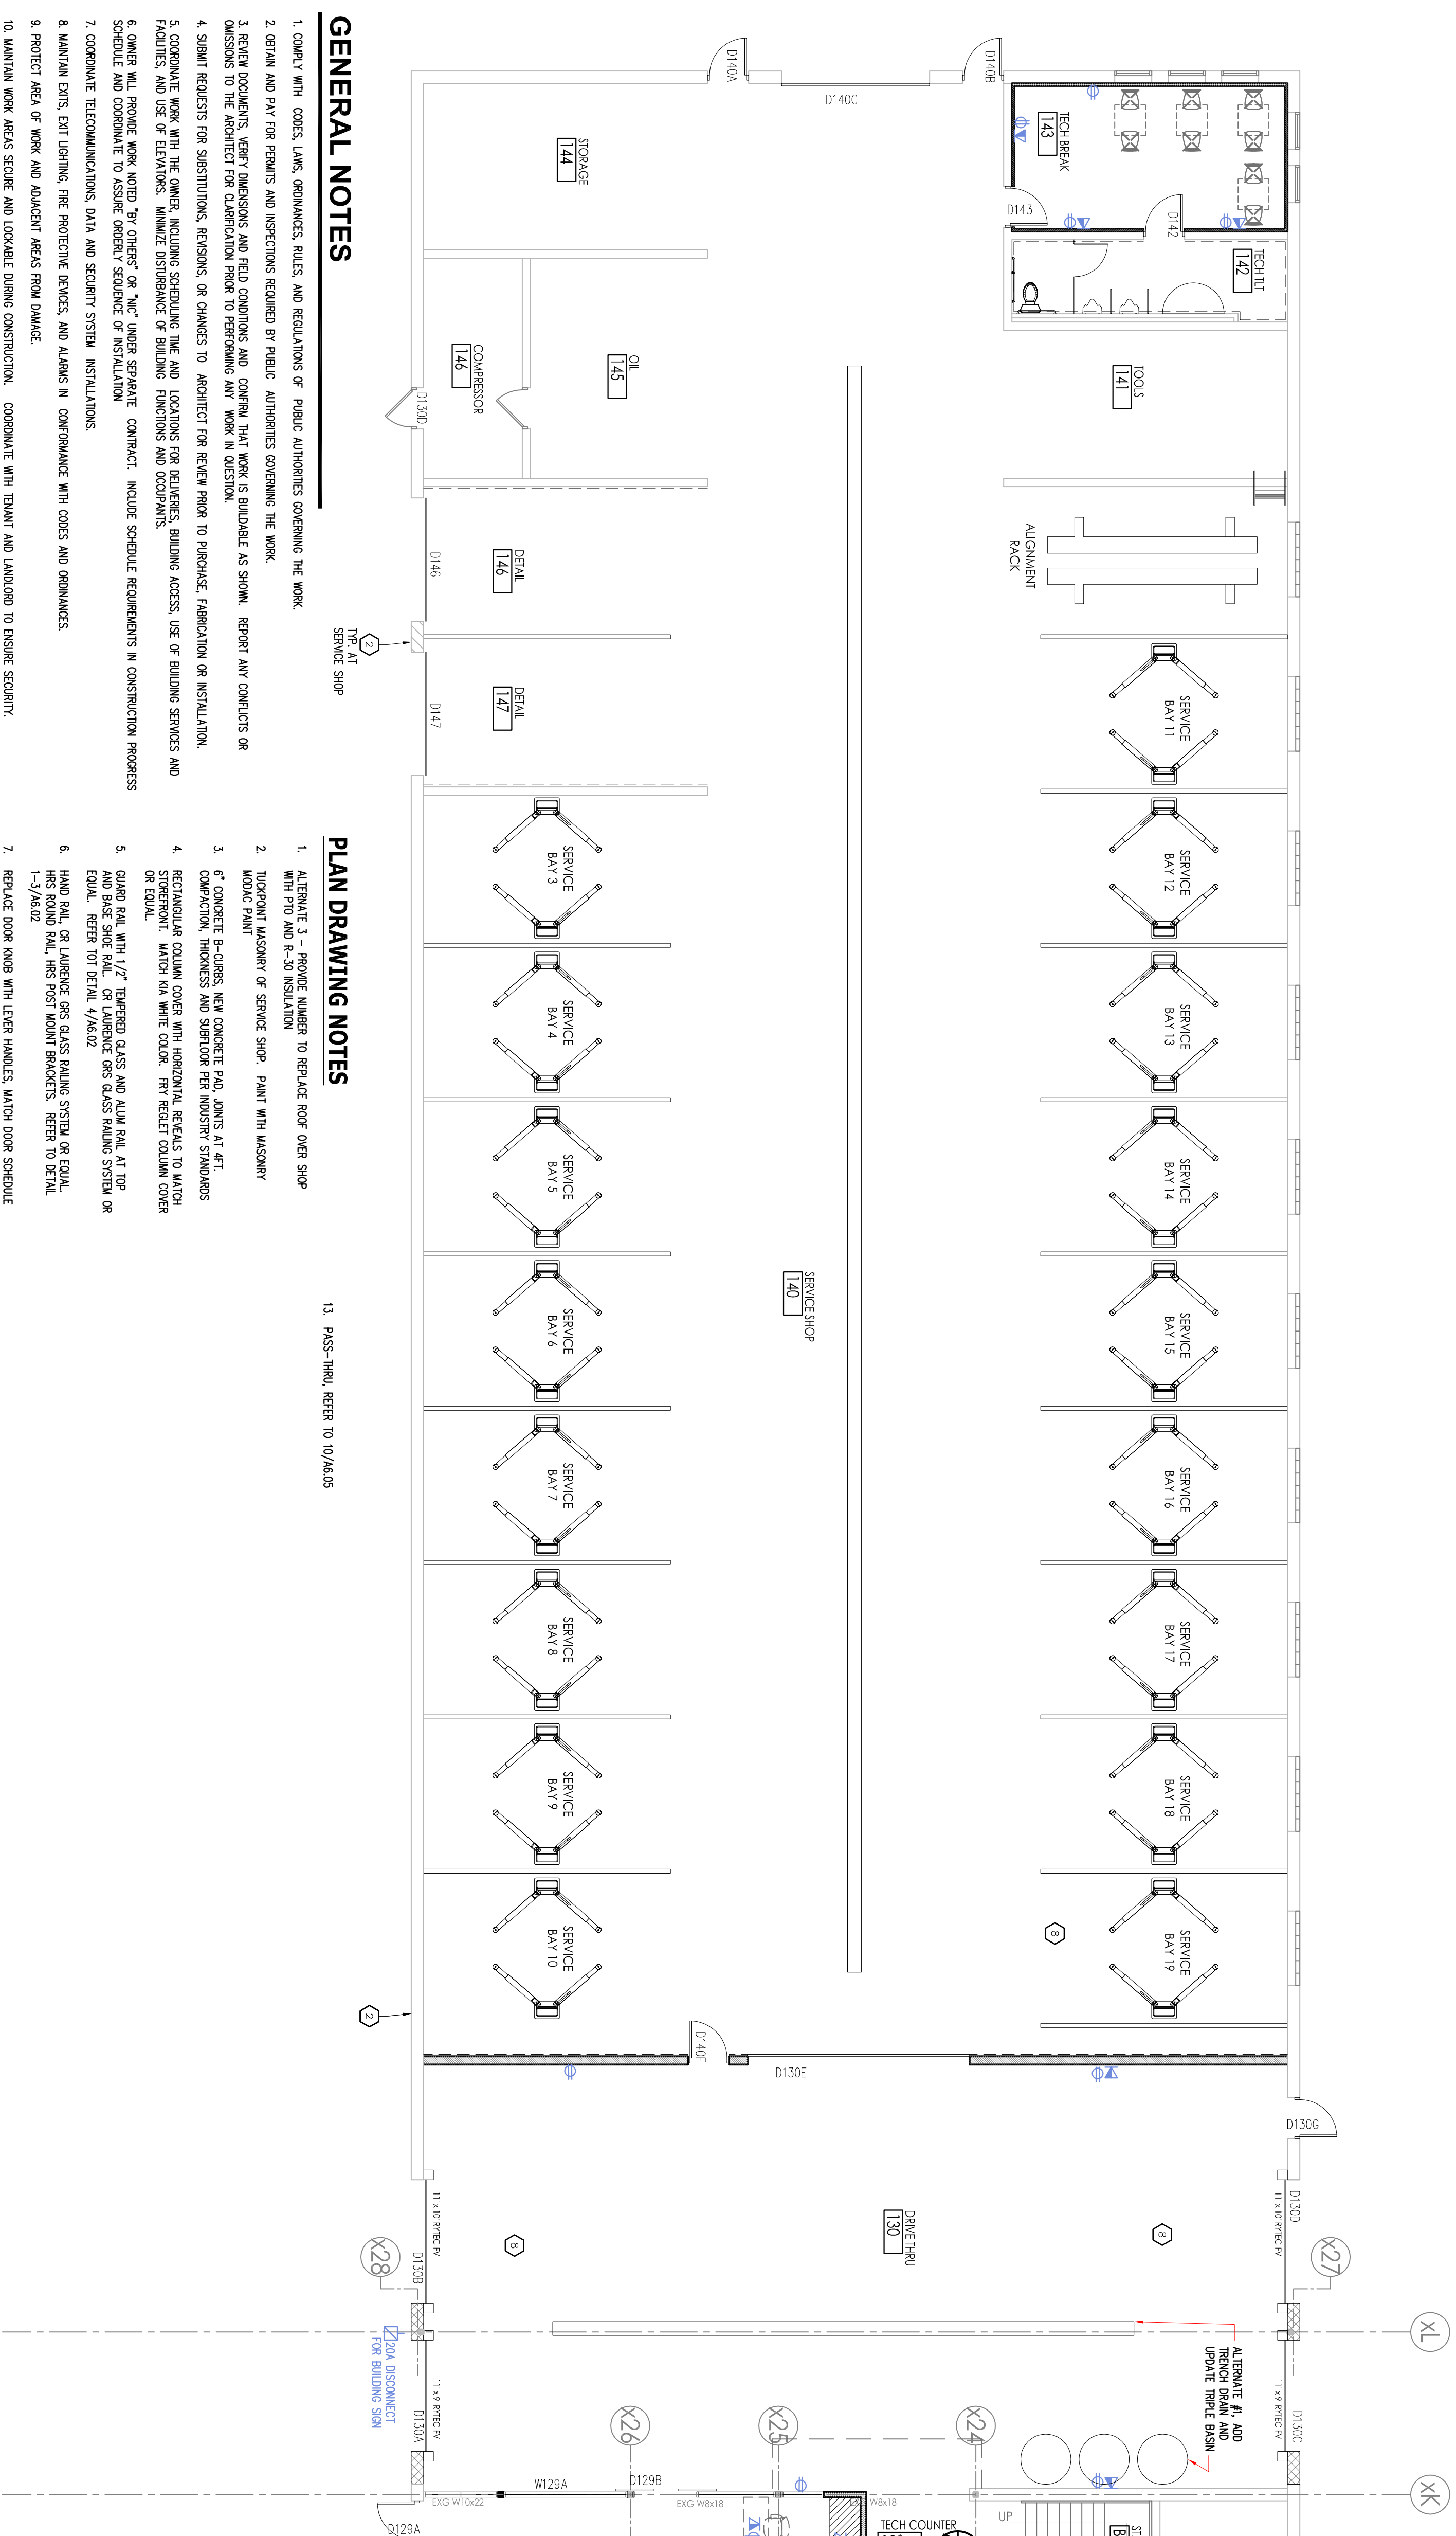 GENERAL NOTES
1. COMPLY WITH CODES, LAWS, ORDINANCES, RULES, AND REGULATIONS OF PUBLIC AUTHORITIES GOVERNING THE WORK.
2. OBTAIN AND PAY FOR PERMITS AND INSPECTIONS REQUIRED BY PUBLIC AUTHORITIES GOVERNING THE WORK.
3. REVIEW DOCUMENTS, VERIFY DIMENSIONS AND FIELD CONDITIONS AND CONFIRM THAT WORK IS BUILDABLE AS SHOWN. REPORT ANY CONFLICTS OR
OMISSIONS TO THE ARCHITECT FOR CLARIFICATION PRIOR TO PERFORMING ANY WORK IN QUESTION.
4. SUBMIT REQUESTS FOR SUBSTITUTIONS, REVISIONS, OR CHANGES TO ARCHITECT FOR REVIEW PRIOR TO PURCHASE, FABRICATION OR INSTALLATION.
5. COORDINATE WORK WITH THE OWNER, INCLUDING SCHEDULING TIME AND LOCATIONS FOR DELIVERIES, BUILDING ACCESS, USE OF BUILDING SERVICES AND
FACILITIES, AND USE OF ELEVATORS. MINIMIZE DISTURBANCE OF BUILDING FUNCTIONS AND OCCUPANTS.
6. OWNER WILL PROVIDE WORK NOTED "BY OTHERS" OR "NIC" UNDER SEPARATE CONTRACT. INCLUDE SCHEDULE REQUIREMENTS IN CONSTRUCTION PROGRESS
SCHEDULE AND COORDINATE TO ASSURE ORDERLY SEQUENCE OF INSTALLATION
7. COORDINATE TELECOMMUNICATIONS, DATA AND SECURITY SYSTEM INSTALLATIONS.
8. MAINTAIN EXITS, EXIT LIGHTING, FIRE PROTECTIVE DEVICES, AND ALARMS IN CONFORMANCE WITH CODES AND ORDINANCES.
9. PROTECT AREA OF WORK AND ADJACENT AREAS FROM DAMAGE.
10. MAINTAIN WORK AREAS SECURE AND LOCKABLE DURING CONSTRUCTION. COORDINATE WITH TENANT AND LANDLORD TO ENSURE SECURITY.
PLAN DRAWING NOTES
1. ALTERNATE 3 - PROVIDE NUMBER TO REPLACE ROOF OVER SHOP
WITH PTO AND R-30 INSULATION
2. TUCKPOINT MASONRY OF SERVICE SHOP. PAINT WITH MASONRY
MODAC PAINT
3. 6" CONCRETE B-CURBS, NEW CONCRETE PAD, JOINTS AT 4FT.
COMPACTION, THICKNESS AND SUBFLOOR PER INDUSTRY STANDARDS
4. RECTANGULAR COLUMN COVER WITH HORIZONTAL REVEALS TO MATCH
STOREFRONT. MATCH KIA WHITE COLOR. FRY REGLET COLUMN COVER
OR EQUAL.
5. GUARD RAIL WITH 1/2" TEMPERED GLASS AND ALUM RAIL AT TOP
AND BASE SHOE RAIL. CR LAURENCE GRS GLASS RAILING SYSTEM OR
EQUAL. REFER TOT DETAIL 4/A6.02
6. HAND RAIL, CR LAURENCE GRS GLASS RAILING SYSTEM OR EQUAL.
HRS ROUND RAIL, HRS POST MOUNT BRACKETS. REFER TO DETAIL
1-3/A6.02
7. REPLACE DOOR KNOB WITH LEVER HANDLES, MATCH DOOR SCHEDULE
13. PASS-THRU, REFER TO 10/A6.05
D140A
D140B
D140C
TECH BREAK
143
D143
D142
TECH TLT
142
STORAGE
144
OIL
145
COMPRESSOR
146
D130D
TOOLS
141
ALIGNMENT
RACK
DETAIL
146
D146
DETAIL
147
D147
2
TYP. AT
SERVICE SHOP
SERVICE
BAY 11
SERVICE
BAY 12
SERVICE
BAY 13
SERVICE
BAY 14
SERVICE
BAY 15
SERVICE
BAY 16
SERVICE
BAY 17
SERVICE
BAY 18
SERVICE
BAY 19
8
SERVICE SHOP
140
SERVICE
BAY 3
SERVICE
BAY 4
SERVICE
BAY 5
SERVICE
BAY 6
SERVICE
BAY 7
SERVICE
BAY 8
SERVICE
BAY 9
SERVICE
BAY 10
2
D140F
D130E
D130G
DRIVE THRU
130
8
8
D130D
11' x 10' RYTEC FV
D130B
11' x 10' RYTEC FV
X27
X28
XL
20A DISCONNECT
FOR BUILDING SIGN
ALTERNATE #1, ADD
TRENCH DRAIN AND
UPDATE TRIPLE BASIN
D130C
11' x 9' RYTEC FV
D130A
11' x 9' RYTEC FV
X26
X25
X24
XK
W129A
D129B
EXG W10x22
EXG W8x18
W8x18
D129A
TECH COUNTER
UP